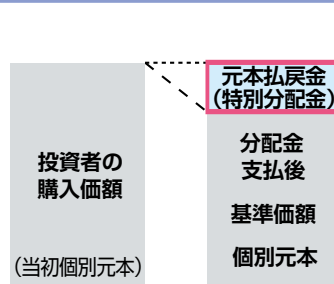 投資者の
購入価額
(当初個別元本)
元本払戻金
(特別分配金)
分配金
支払後
基準価額
個別元本